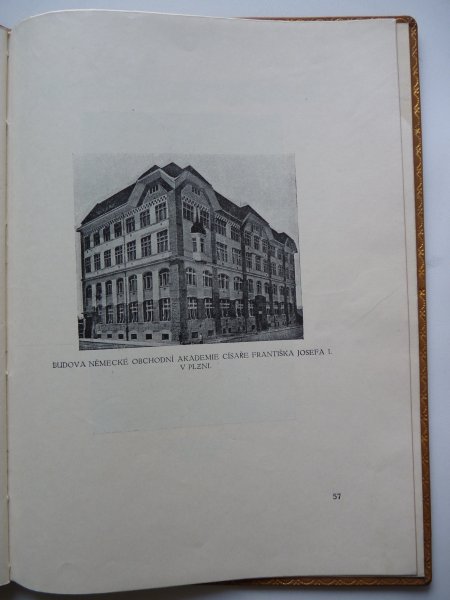 BUDOVA NĚMECKÉ OBCHODNÍ AKADEMIE CÍSAŘE FRANTIŠKA JOSEFA I.
V PLZNI.
57